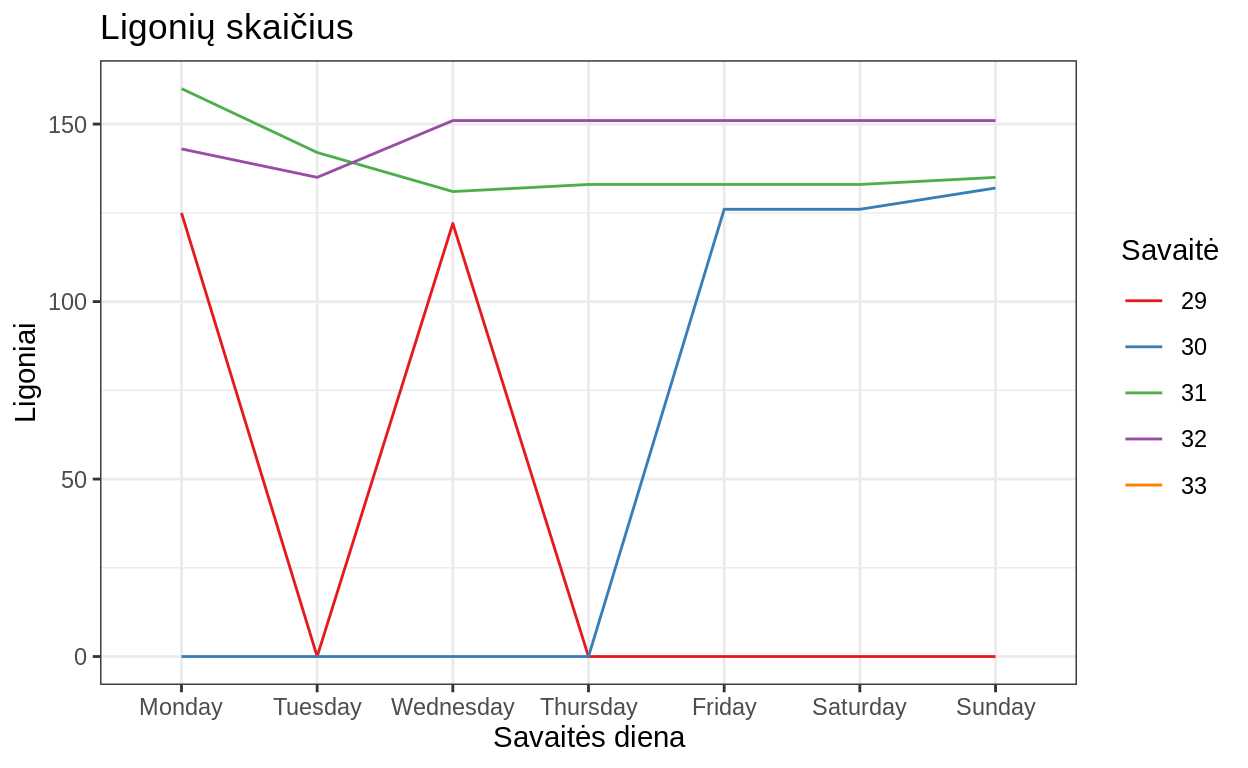 Ligonių skaičius
150
100
50
0
Ligoniai
Monday Tuesday Wednesday Thursday Friday Saturday Sunday
Savaitės diena
Savaitė
29
30
31
32
33